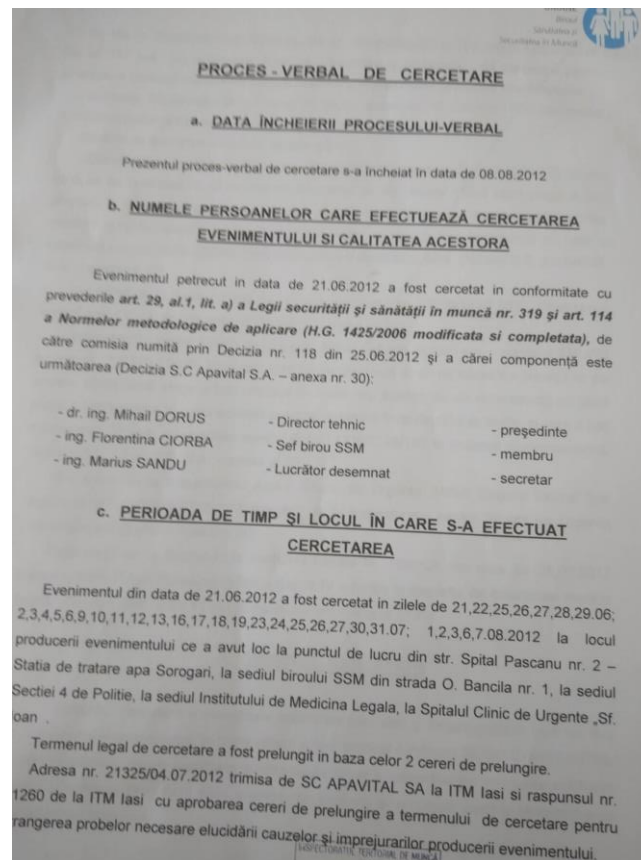 Biroul
Sănătatea și
Securitatea în Muncă
PROCES - VERBAL DE CERCETARE
a. DATA ÎNCHEIERII PROCESULUI-VERBAL
Prezentul proces-verbal de cercetare s-a încheiat în data de 08.08.2012
b. NUMELE PERSOANELOR CARE EFECTUEAZĂ CERCETAREA
EVENIMENTULUI SI CALITATEA ACESTORA
Evenimentul petrecut in data de 21.06.2012 a fost cercetat in conformitate cu
prevederile art. 29, al.1, lit. a) a Legii securității și sănătății în muncă nr. 319 și art. 114
a Normelor metodologice de aplicare (H.G. 1425/2006 modificata si completata), de
către comisia numită prin Decizia nr. 118 din 25.06.2012 și a cărei componență este
următoarea (Decizia S.C Apavital S.A. – anexa nr. 30):
- dr. ing. Mihail DORUS - Director tehnic - președinte
- ing. Florentina CIORBA - Sef birou SSM - membru
- ing. Marius SANDU - Lucrător desemnat - secretar
c. PERIOADA DE TIMP ȘI LOCUL ÎN CARE S-A EFECTUAT
CERCETAREA
Evenimentul din data de 21.06.2012 a fost cercetat in zilele de 21,22,25,26,27,28,29.06;
2,3,4,5,6,9,10,11,12,13,16,17,18,19,23,24,25,26,27,30,31.07; 1,2,3,6,7.08.2012 la locul
producerii evenimentului ce a avut loc la punctul de lucru din str. Spital Pascanu nr. 2 –
Statia de tratare apa Sorogari, la sediul biroului SSM din strada O. Bancila nr. 1, la sediul
Sectiei 4 de Politie, la sediul Institutului de Medicina Legala, la Spitalul Clinic de Urgente „Sf.
oan .
Termenul legal de cercetare a fost prelungit in baza celor 2 cereri de prelungire.
Adresa nr. 21325/04.07.2012 trimisa de SC APAVITAL SA la ITM Iasi si raspunsul nr.
1260 de la ITM Iasi cu aprobarea cereri de prelungire a termenului de cercetare pentru
rangerea probelor necesare elucidării cauzelor și imprejurarilor producerii evenimentului.
INSPECTORATUL TERITORIAL DE MUNCĂ